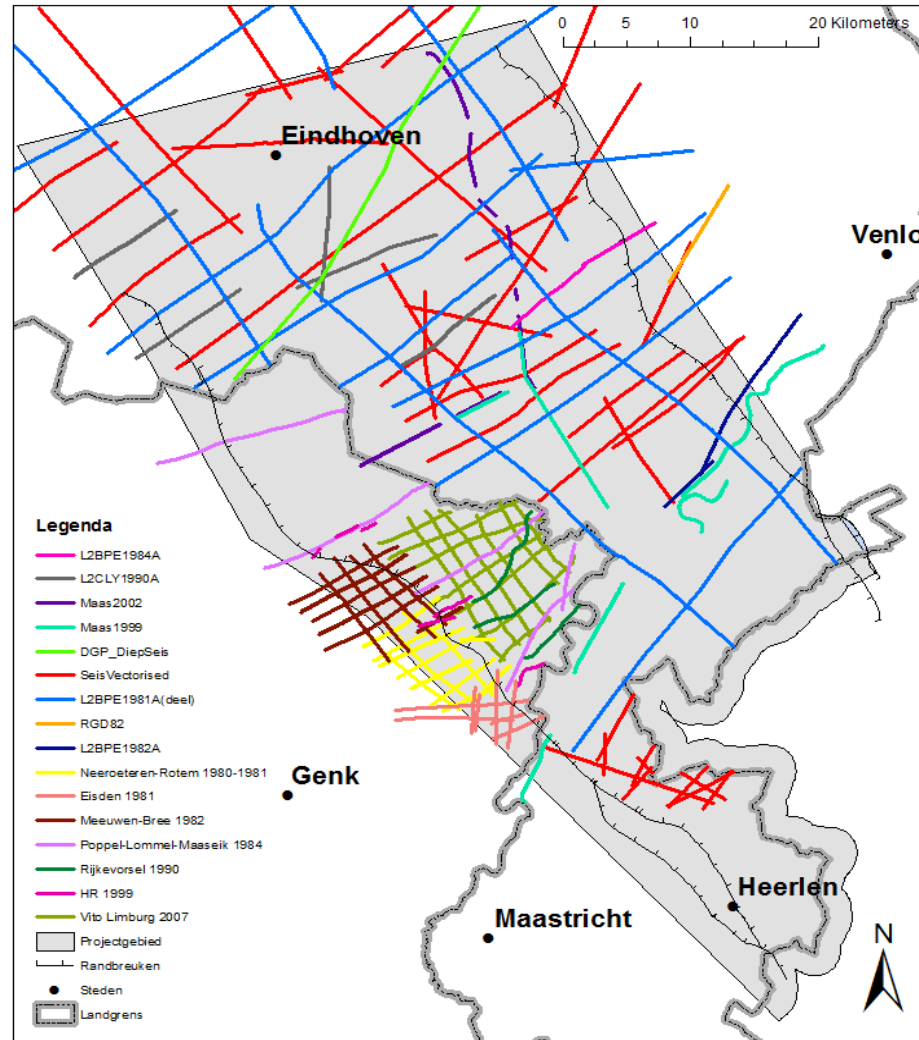 0 5 10 20 Kilometers
Eindhoven
Venlo
Legenda
L2BPE1984A
L2CLY1990A
Maas2002
Maas1999
DGP_DiepSeis
SeisVectorised
L2BPE1981A(deel)
RGD82
L2BPE1982A
Neeroeteren-Rotem 1980-1981
Eisden 1981
Meeuwen-Bree 1982
Poppel-Lommel-Maaseik 1984
Rijkevorsel 1990
HR 1999
Vito Limburg 2007
Projectgebied
Randbreuken
Steden
Landgrens
Genk
Maastricht
Heerlen
N